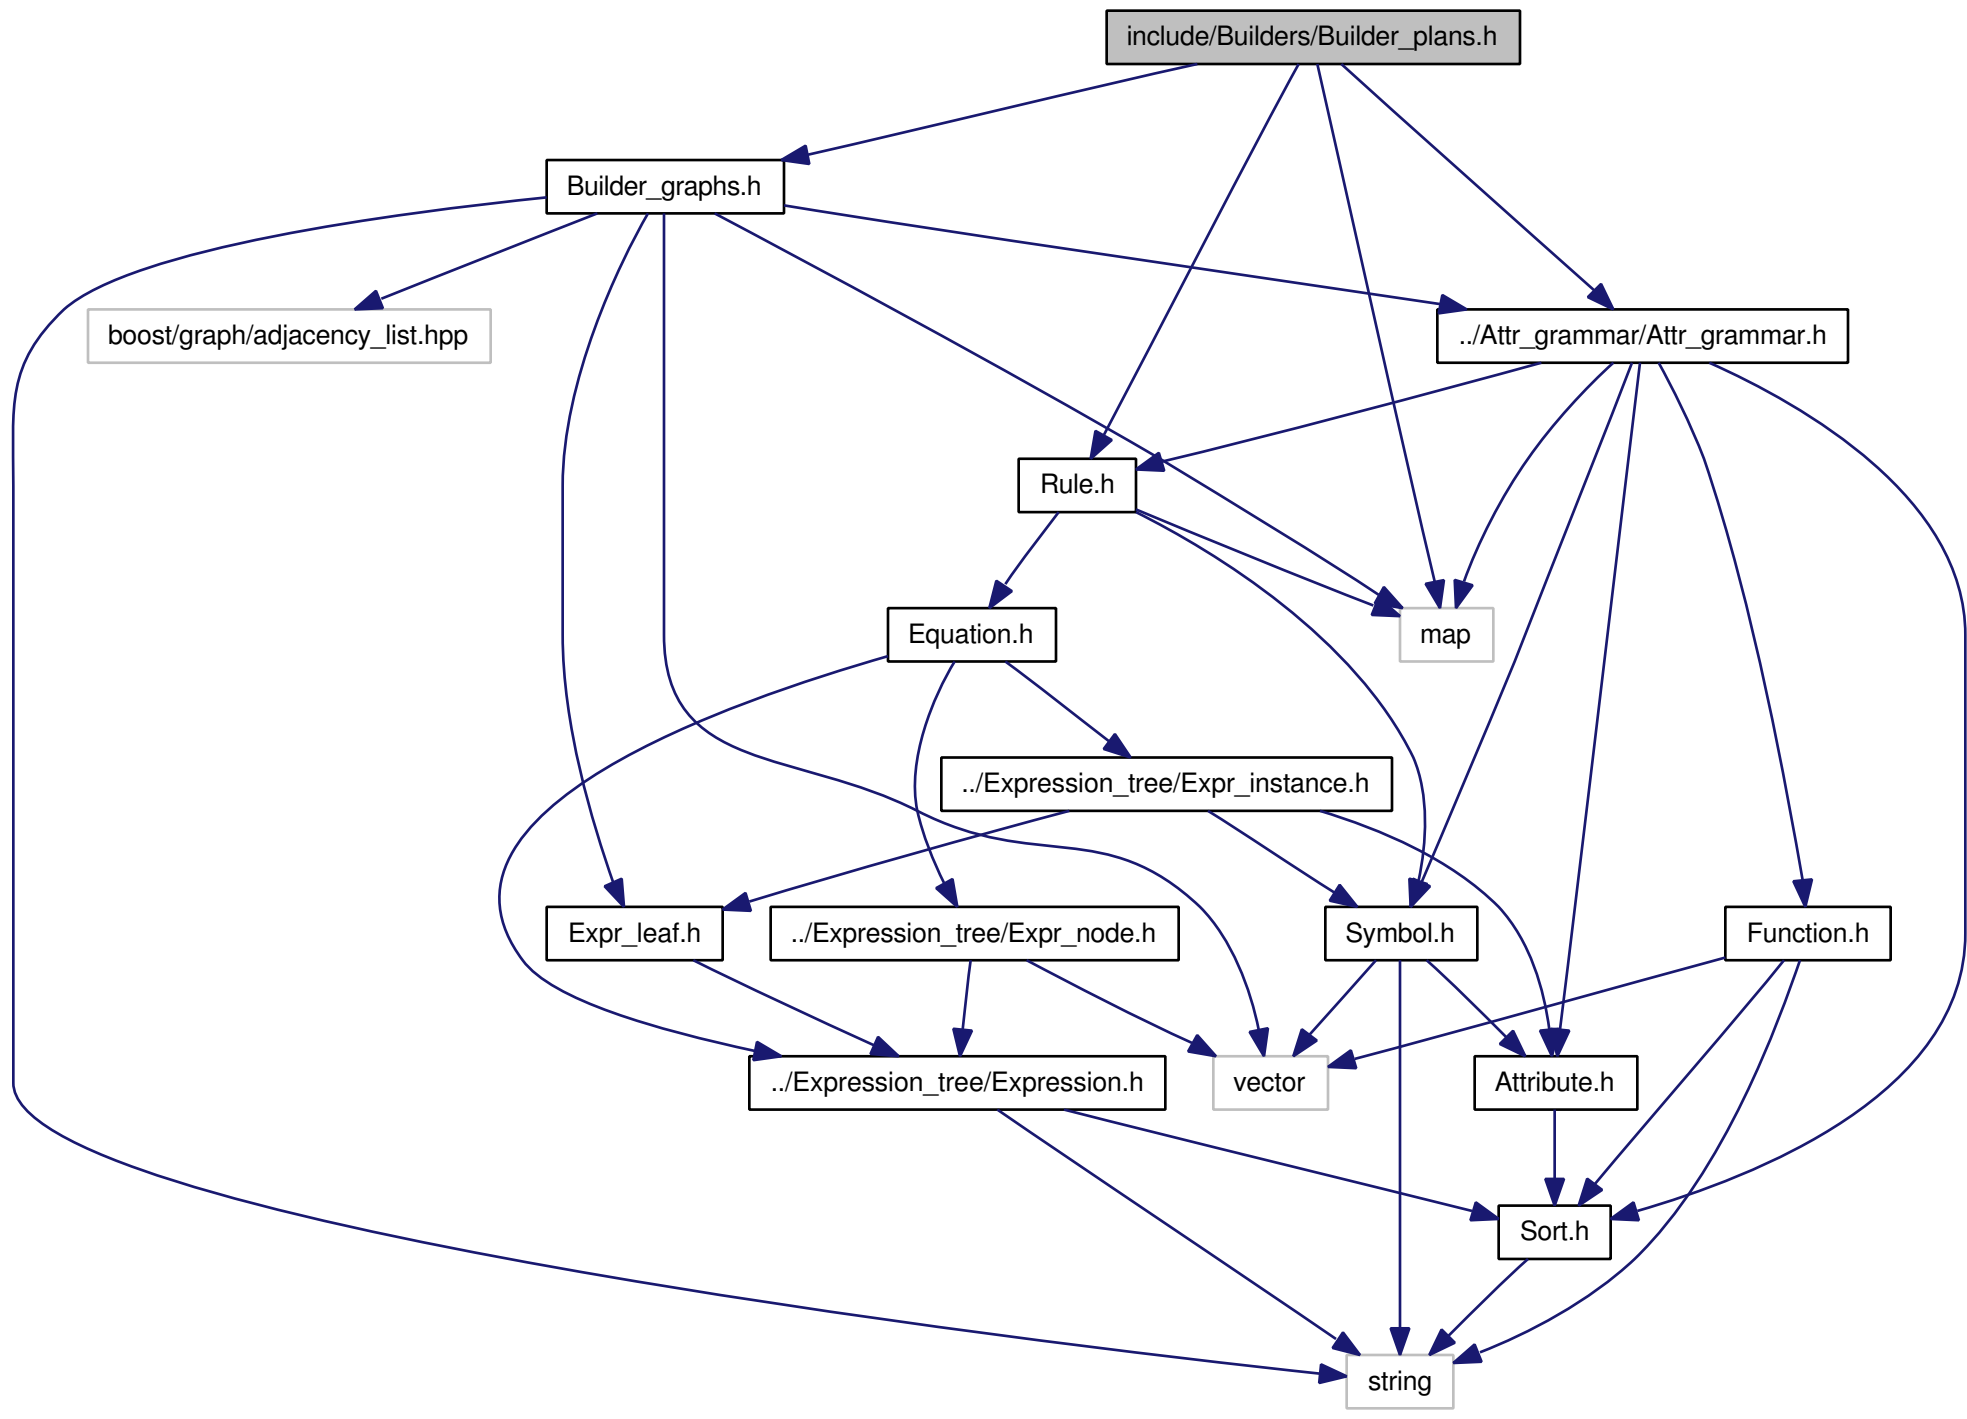 include/Builders/Builder_plans.h
Builder_graphs.h
boost/graph/adjacency_list.hpp
../Attr_grammar/Attr_grammar.h
Rule.h
Equation.h
map
../Expression_tree/Expr_instance.h
Expr_leaf.h
../Expression_tree/Expr_node.h
Symbol.h
Function.h
../Expression_tree/Expression.h
vector
Attribute.h
Sort.h
string